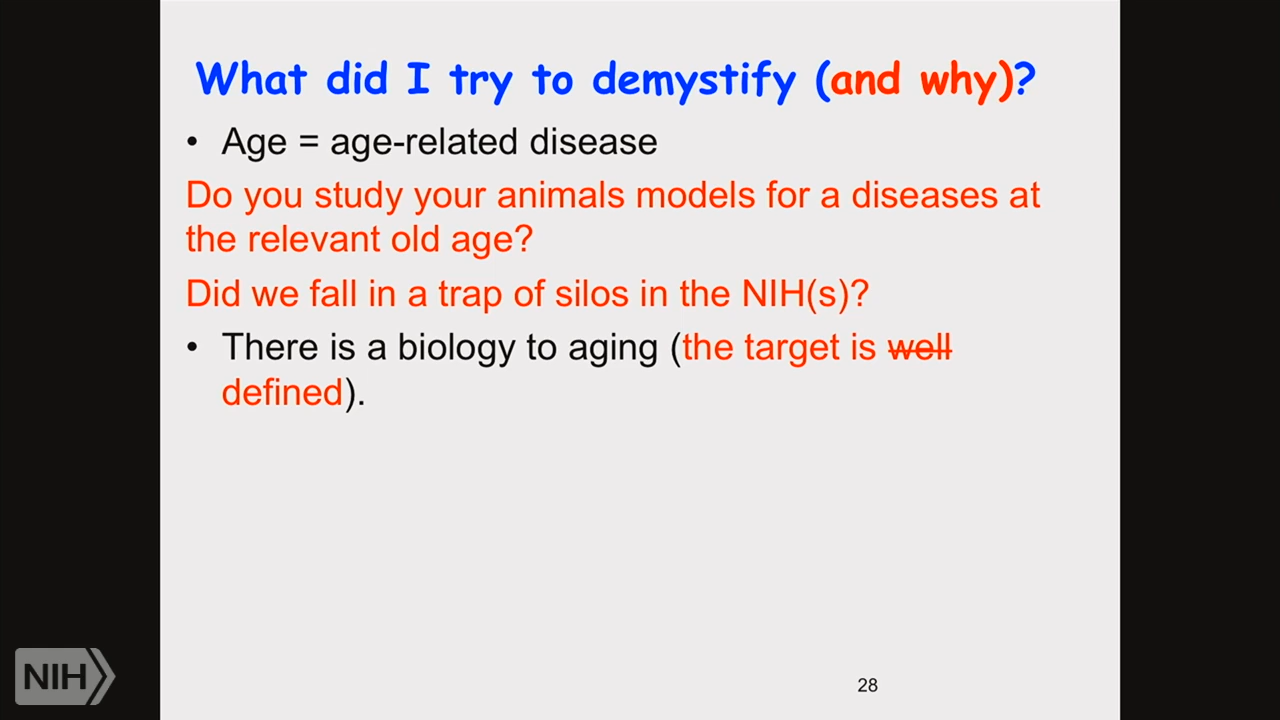 What did I try to demystify (and why)?
• Age = age-related disease
Do you study your animals models for a diseases at
the relevant old age?
Did we fall in a trap of silos in the NIH(s)?
• There is a biology to aging (the target is well
defined).
28
NIH